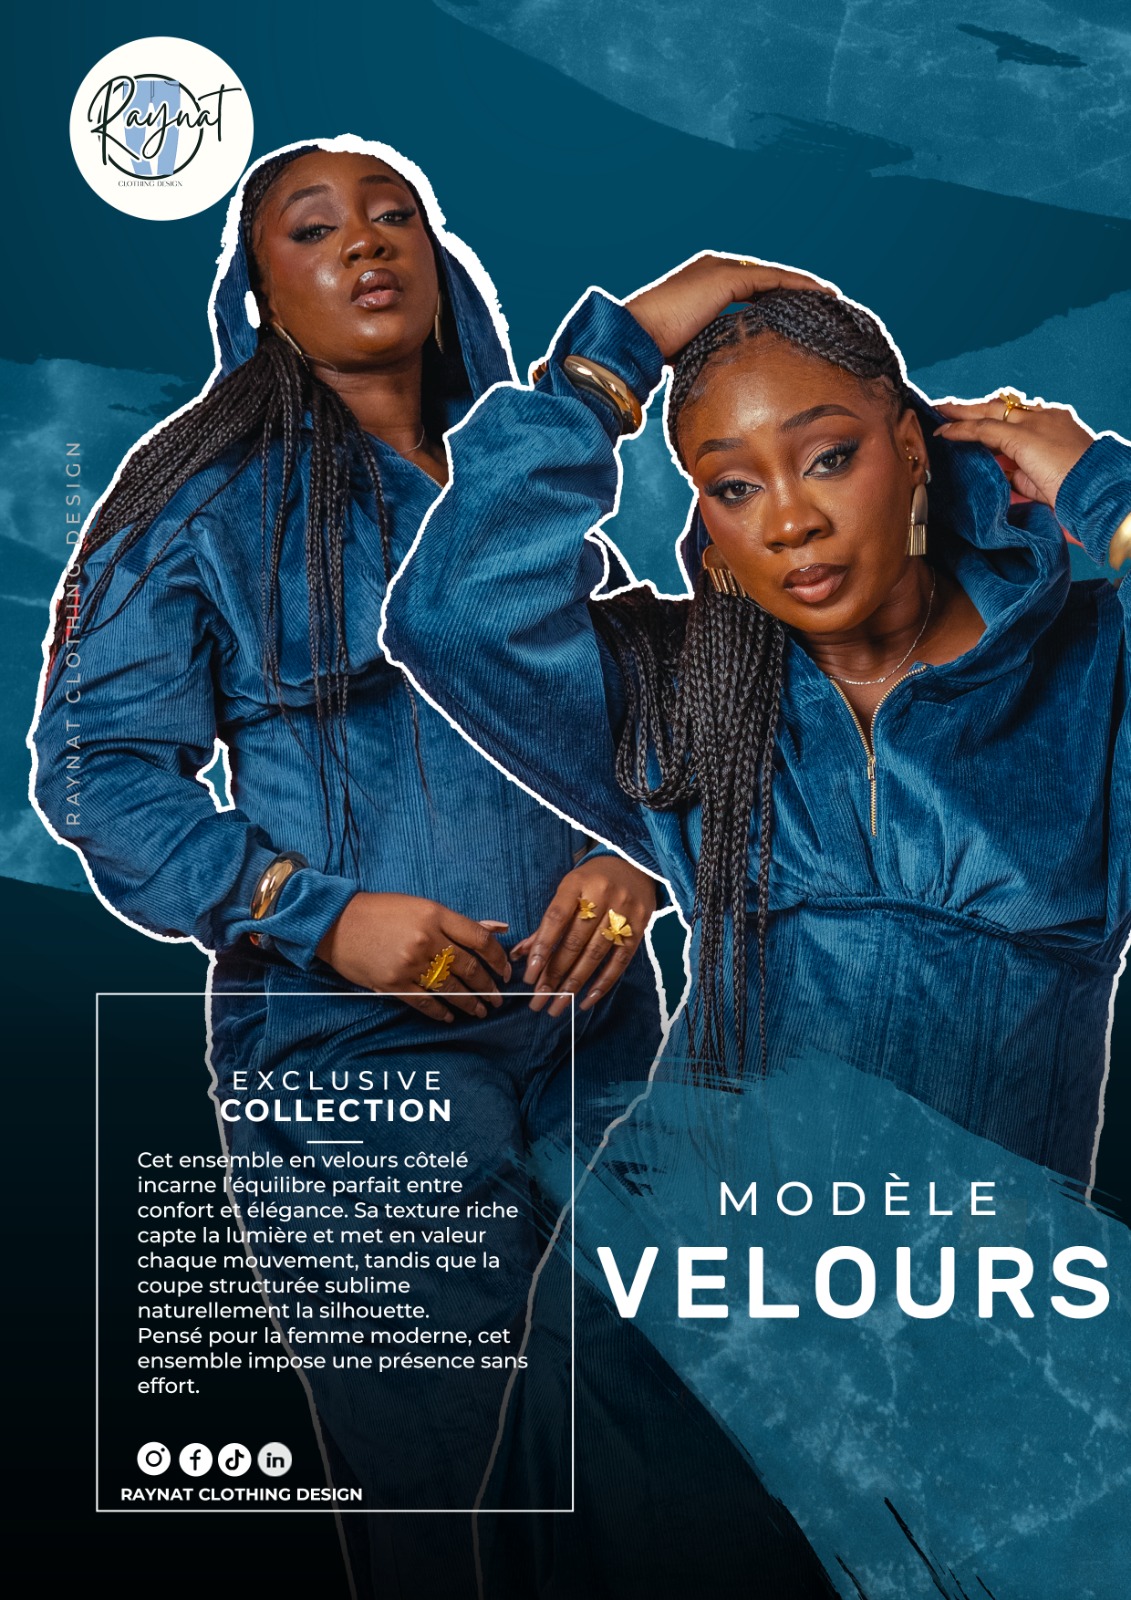 Raynat
CLOTHING DESIGN
RAYNAT CLOTHING DESIGN
EXCLUSIVE
COLLECTION
Cet ensemble en velours côtelé
incarne l'équilibre parfait entre
confort et élégance. Sa texture riche
capte la lumière et met en valeur
chaque mouvement, tandis que la
coupe structurée sublime
naturellement la silhouette.
Pensé pour la femme moderne, cet
ensemble impose une présence sans
effort.
in
RAYNAT CLOTHING DESIGN
MODÈLE
VELOURS